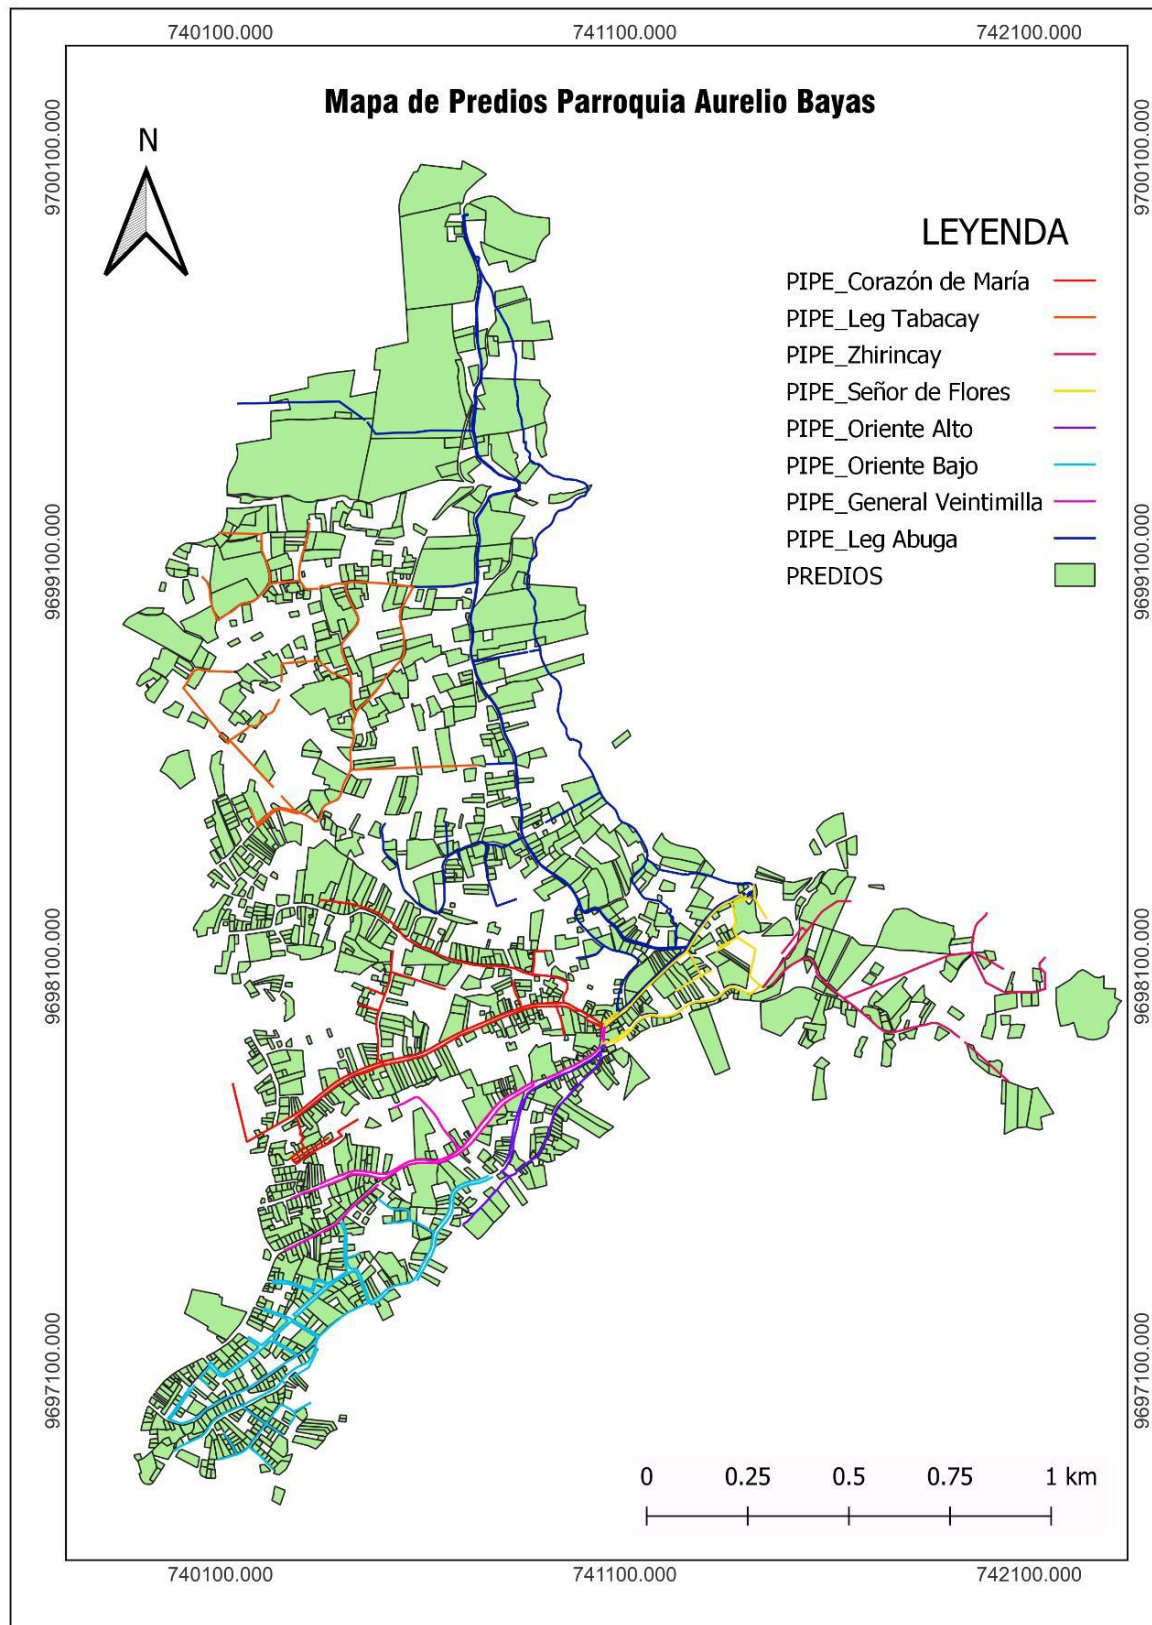 740100.000 741100.000 742100.000
Mapa de Predios Parroquia Aurelio Bayas
N
9700100.000
9700100.000
LEYENDA
PIPE_Corazón de María
PIPE_Leg Tabacay
PIPE_Zhirincay
PIPE_Señor de Flores
PIPE_Oriente Alto
PIPE_Oriente Bajo
PIPE_General Veintimilla
PIPE_Leg Abuga
PREDIOS
9699100.000
9699100.000
9698100.000
9698100.000
9697100.000
9697100.000
0 0.25 0.5 0.75 1 km
740100.000 741100.000 742100.000